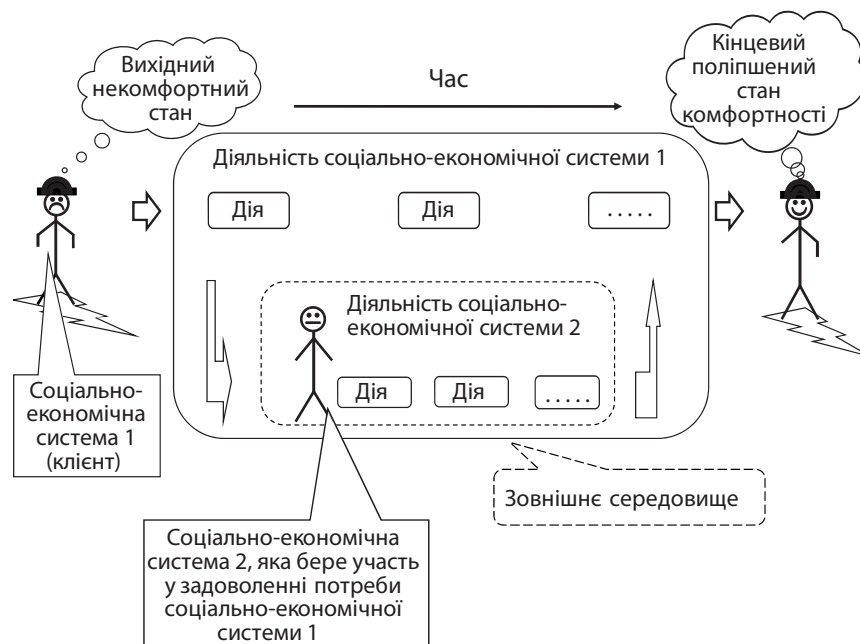 Вихідний
некомфортний
стан
Час
Кінцевий
поліпшений
стан
комфортності
Діяльність соціально-економічної системи 1
Дія
Дія
.....
Діяльність соціально-
економічної системи 2
Дія
Дія
.....
Соціально-
економічна
система 1
(клієнт)
Зовнішнє середовище
Соціально-економічна
система 2, яка бере участь
у задоволенні потреби
соціально-економічної
системи 1